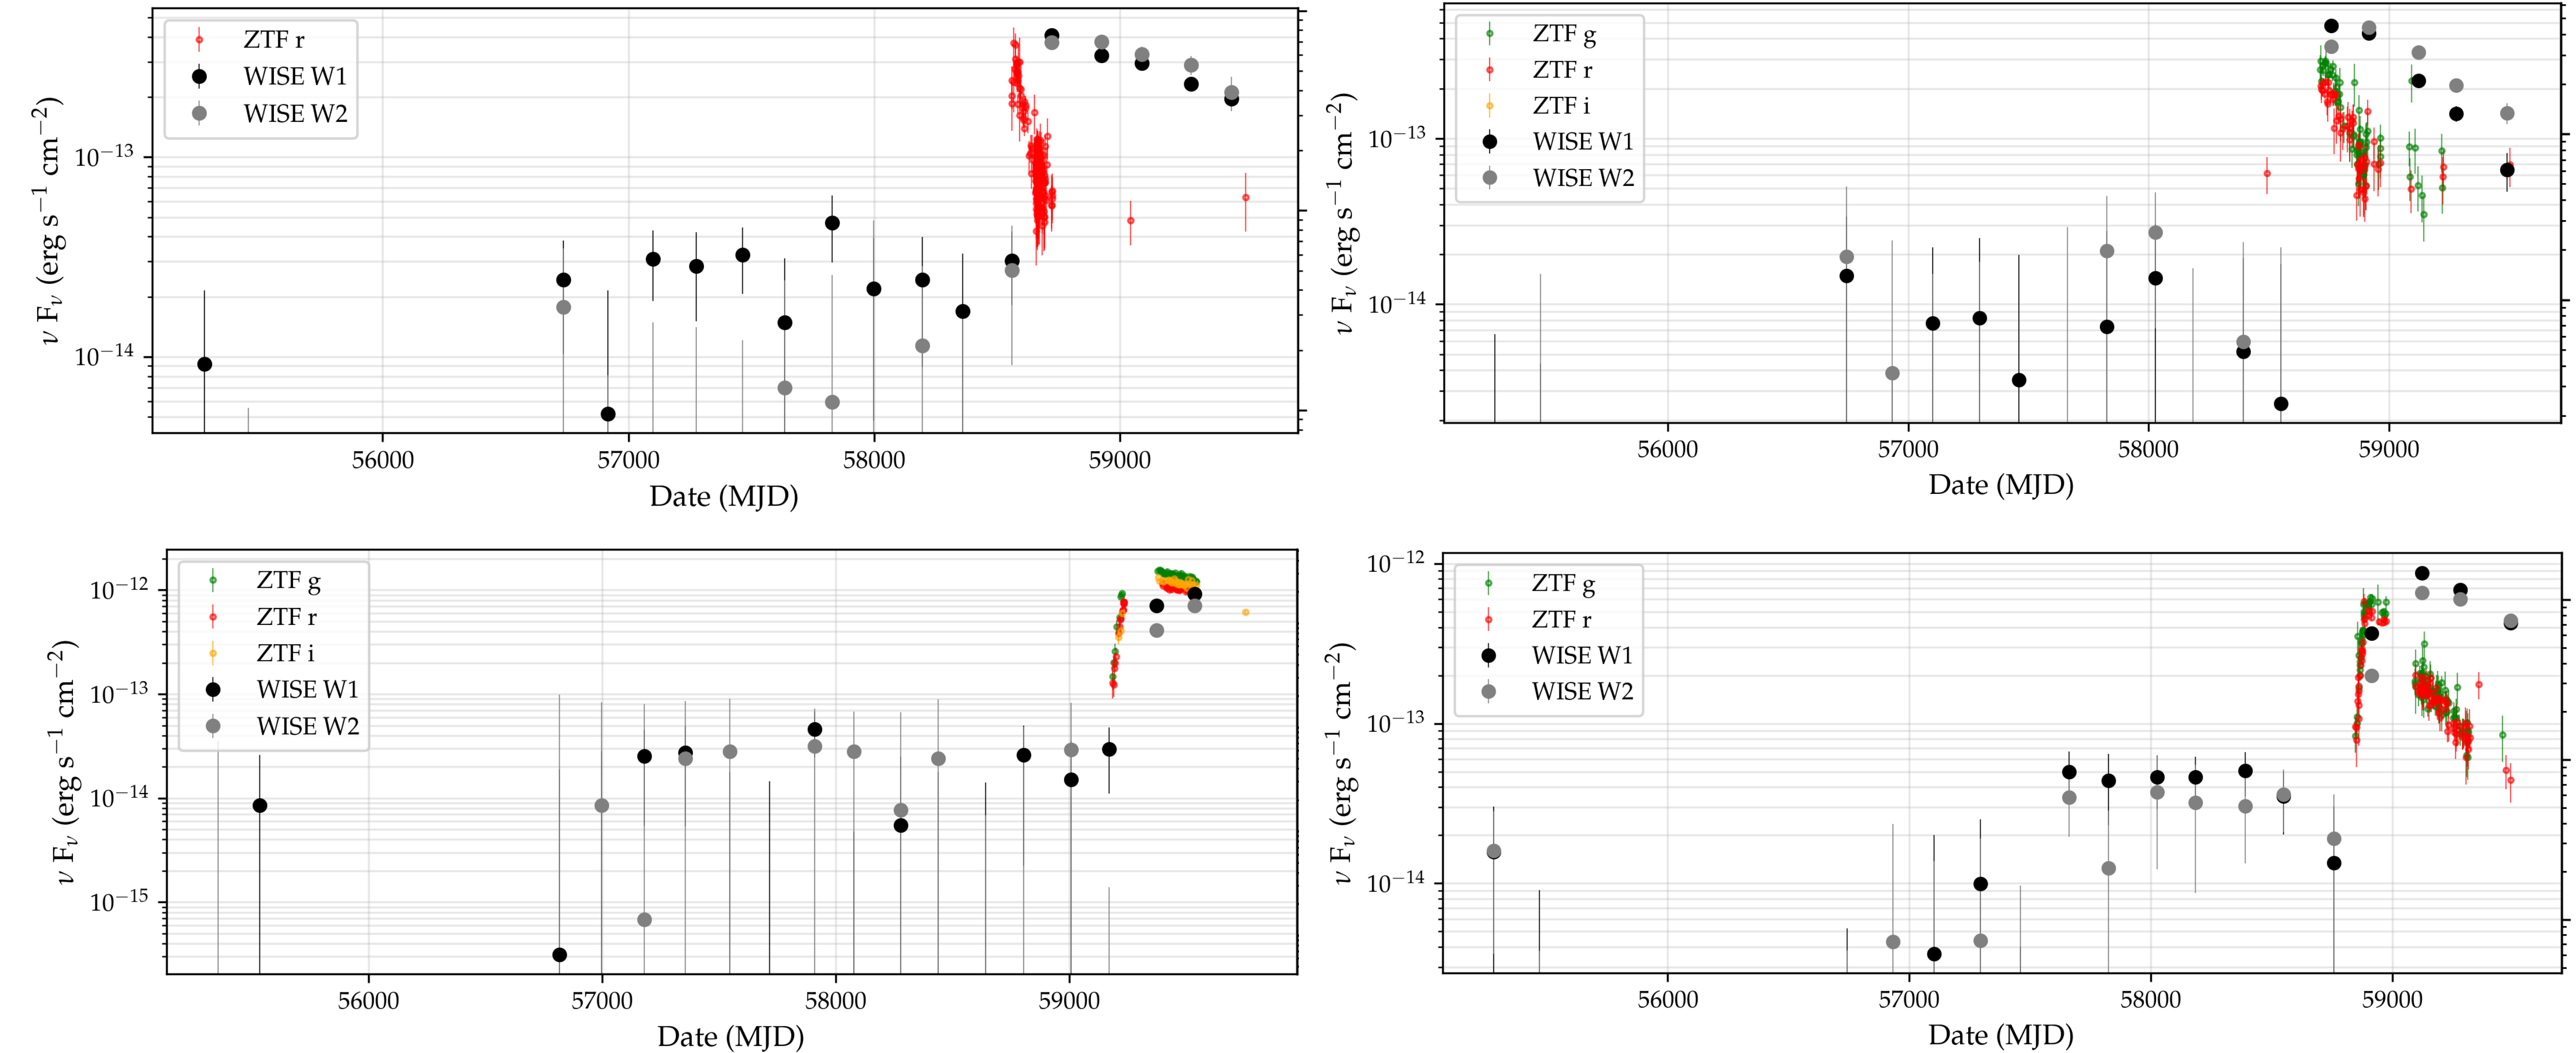 ZTF r
WISE W1
WISE W2
10−13
10−14
ν Fν (erg s−1 cm−2)
56000 57000 58000 59000
Date (MJD)
ZTF g
ZTF r
ZTF i
WISE W1
WISE W2
10−13
10−14
ν Fν (erg s−1 cm−2)
56000 57000 58000 59000
Date (MJD)
ZTF g
ZTF r
ZTF i
WISE W1
WISE W2
10−12
10−13
10−14
10−15
ν Fν (erg s−1 cm−2)
56000 57000 58000 59000
Date (MJD)
ZTF g
ZTF r
WISE W1
WISE W2
10−12
10−13
10−14
ν Fν (erg s−1 cm−2)
56000 57000 58000 59000
Date (MJD)